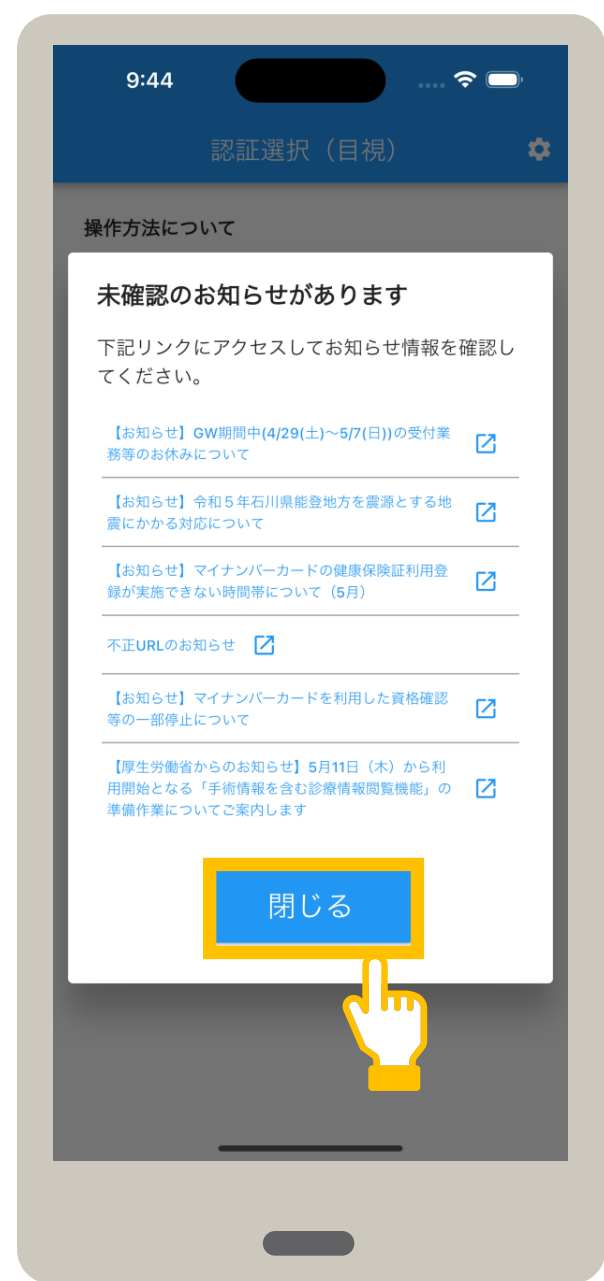 9:44
認証選択（目視）
操作方法について
未確認のお知らせがあります
下記リンクにアクセスしてお知らせ情報を確認し
てください。
【お知らせ】GW期間中(4/29(土)～5/7(日))の受付業
務等のお休みについて
【お知らせ】令和５年石川県能登地方を震源とする地
震にかかる対応について
【お知らせ】マイナンバーカードの健康保険証利用登
録が実施できない時間帯について（5月）
不正URLのお知らせ
【お知らせ】マイナンバーカードを利用した資格確認
等の一部停止について
【厚生労働省からのお知らせ】5月11日（木）から利
用開始となる「手術情報を含む診療情報閲覧機能」の
準備作業についてご案内します
閉じる